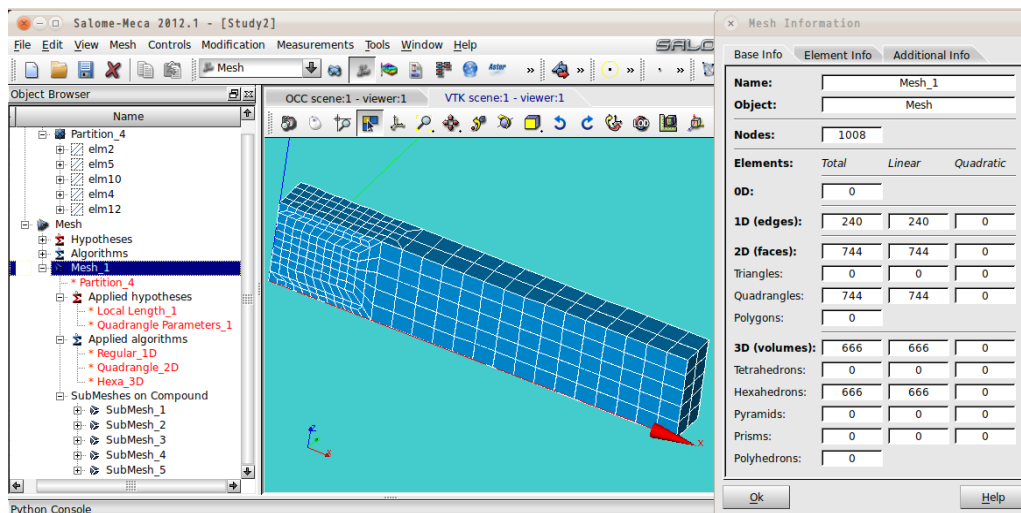 Salome-Meca 2012.1 - [Study2]
File Edit View Mesh Controls Modification Measurements Tools Window Help
Mesh
Aster
»
»
»
»
Object Browser
Name
Partition_4
elm2
elm5
elm10
elm4
elm12
Mesh
Hypotheses
Algorithms
Mesh_1
* Partition_4
Applied hypotheses
* Local Length_1
* Quadrangle Parameters_1
Applied algorithms
* Regular_1D
* Quadrangle_2D
* Hexa_3D
SubMeshes on Compound
SubMesh_1
SubMesh_2
SubMesh_3
SubMesh_4
SubMesh_5
Python Console
OCC scene:1 - viewer:1 VTK scene:1 - viewer:1
X
Z
X
Mesh Information
Base Info Element Info Additional Info
Name: Mesh_1
Object: Mesh
Nodes: 1008
Elements: Total Linear Quadratic
0D: 0
1D (edges): 240 240 0
2D (faces): 744 744 0
Triangles: 0 0 0
Quadrangles: 744 744 0
Polygons: 0
3D (volumes): 666 666 0
Tetrahedrons: 0 0 0
Hexahedrons: 666 666 0
Pyramids: 0 0 0
Prisms: 0 0 0
Polyhedrons: 0
Ok Help